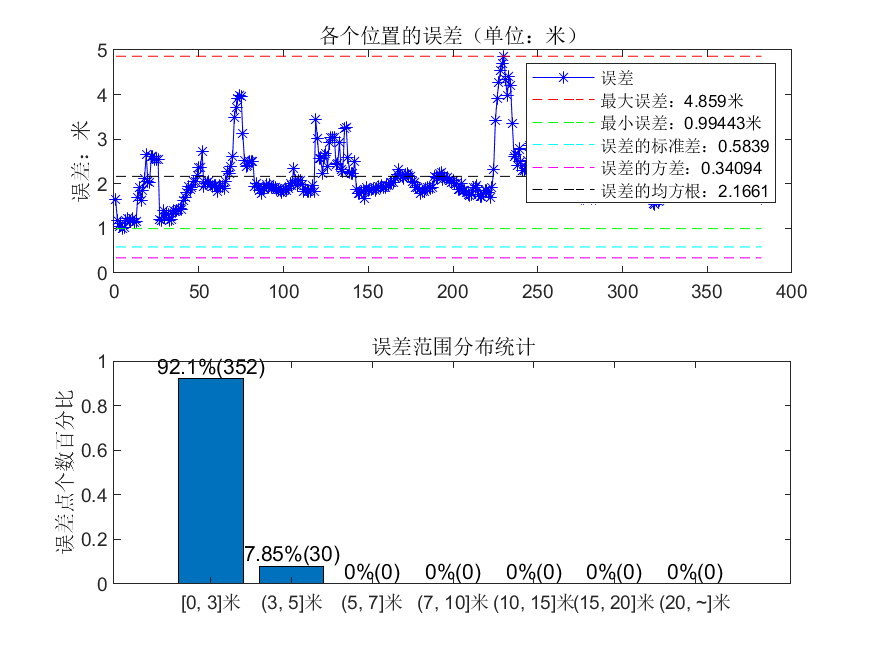 各个位置的误差（单位：米）
误差：米
5
4
3
2
1
0
0 50 100 150 200 250 300 350 400
误差
最大误差：4.859米
最小误差：0.99443米
误差的标准差：0.5839
误差的方差：0.34094
误差的均方根：2.1661
误差范围分布统计
误差点个数百分比
1
0.8
0.6
0.4
0.2
0
92.1%(352)
7.85%(30)
0%(0) 0%(0) 0%(0) 0%(0) 0%(0)
[0, 3]米 (3, 5]米 (5, 7]米 (7, 10]米 (10, 15]米 (15, 20]米 (20, ~]米